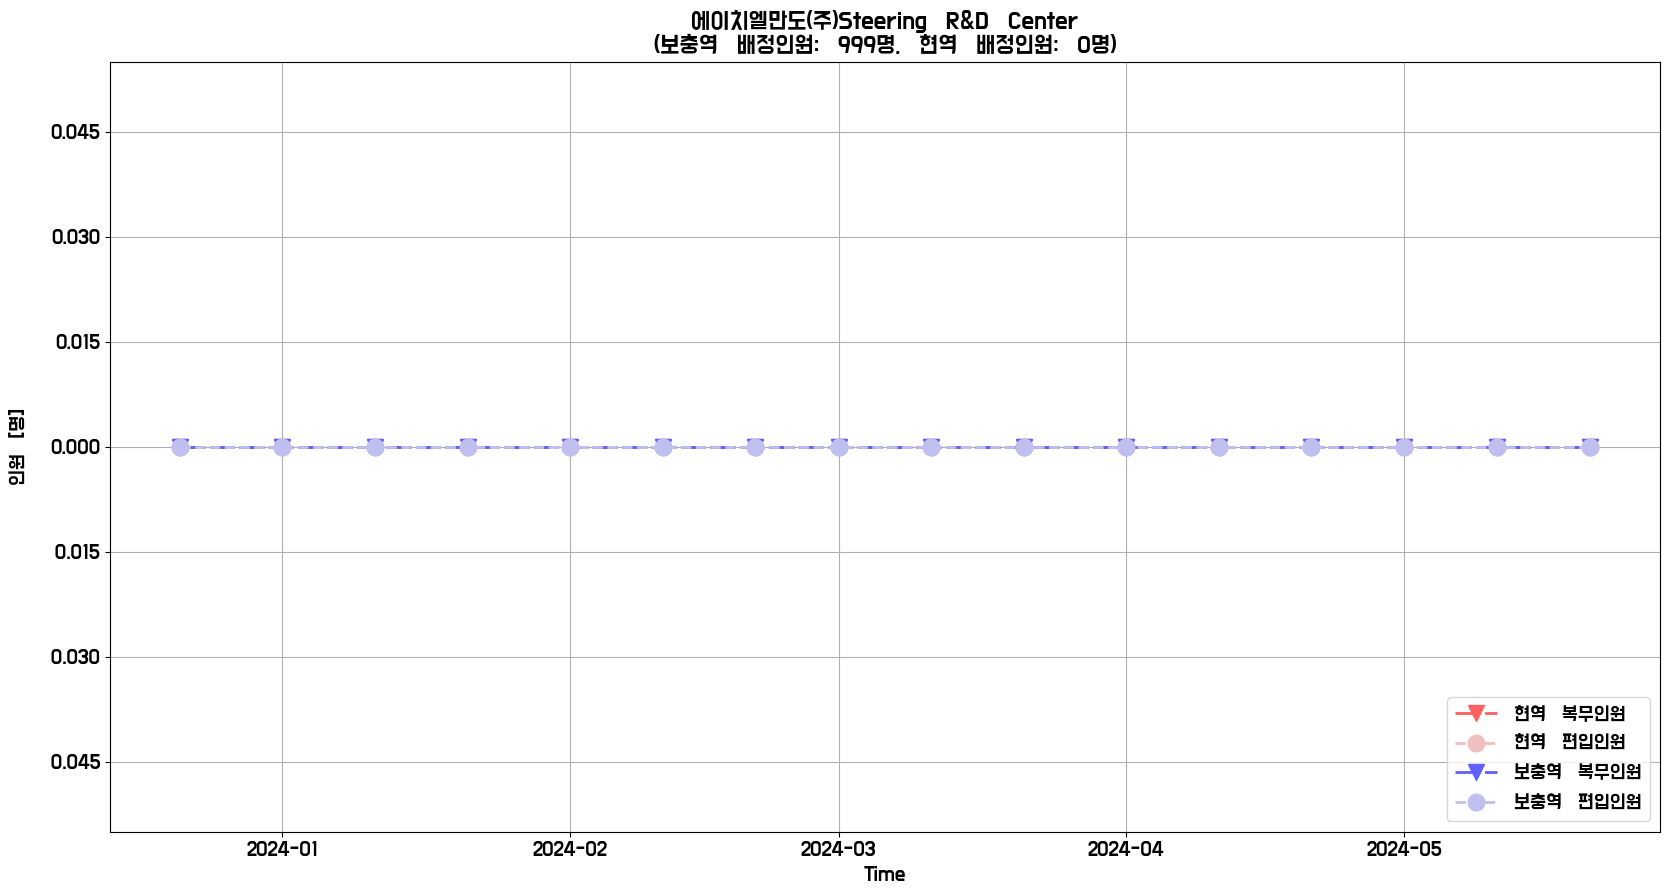 에이치엘만도(주)Steering R&D Center
(보충역 배정인원: 999명, 현역 배정인원: 0명)
0.045
0.030
0.015
0.000
0.015
0.030
0.045
인원 [명]
현역 복무인원
현역 편입인원
보충역 복무인원
보충역 편입인원
2024-01 2024-02 2024-03 2024-04 2024-05
Time